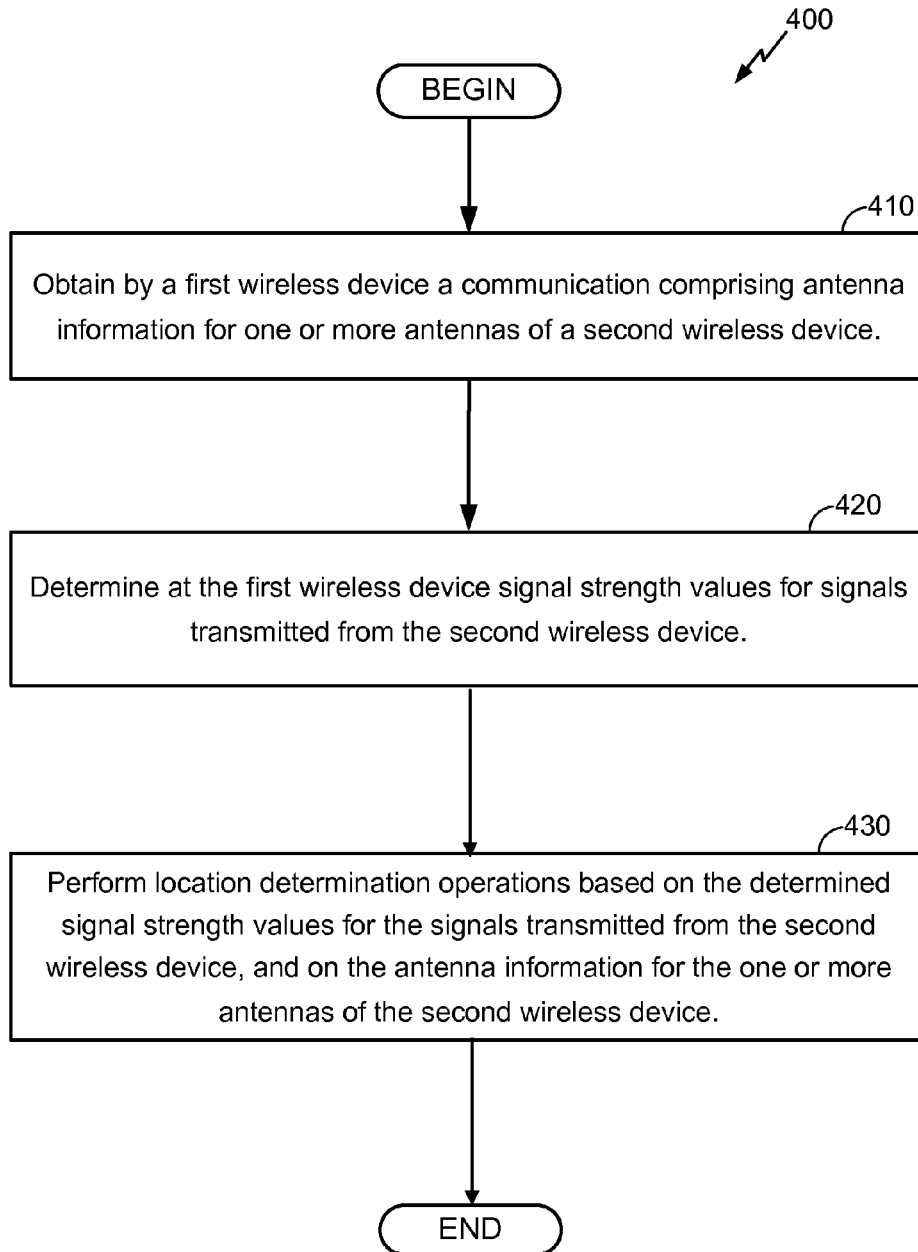 400
BEGIN
410
Obtain by a first wireless device a communication comprising antenna
information for one or more antennas of a second wireless device.
420
Determine at the first wireless device signal strength values for signals
transmitted from the second wireless device.
430
Perform location determination operations based on the determined
signal strength values for the signals transmitted from the second
wireless device, and on the antenna information for the one or more
antennas of the second wireless device.
END